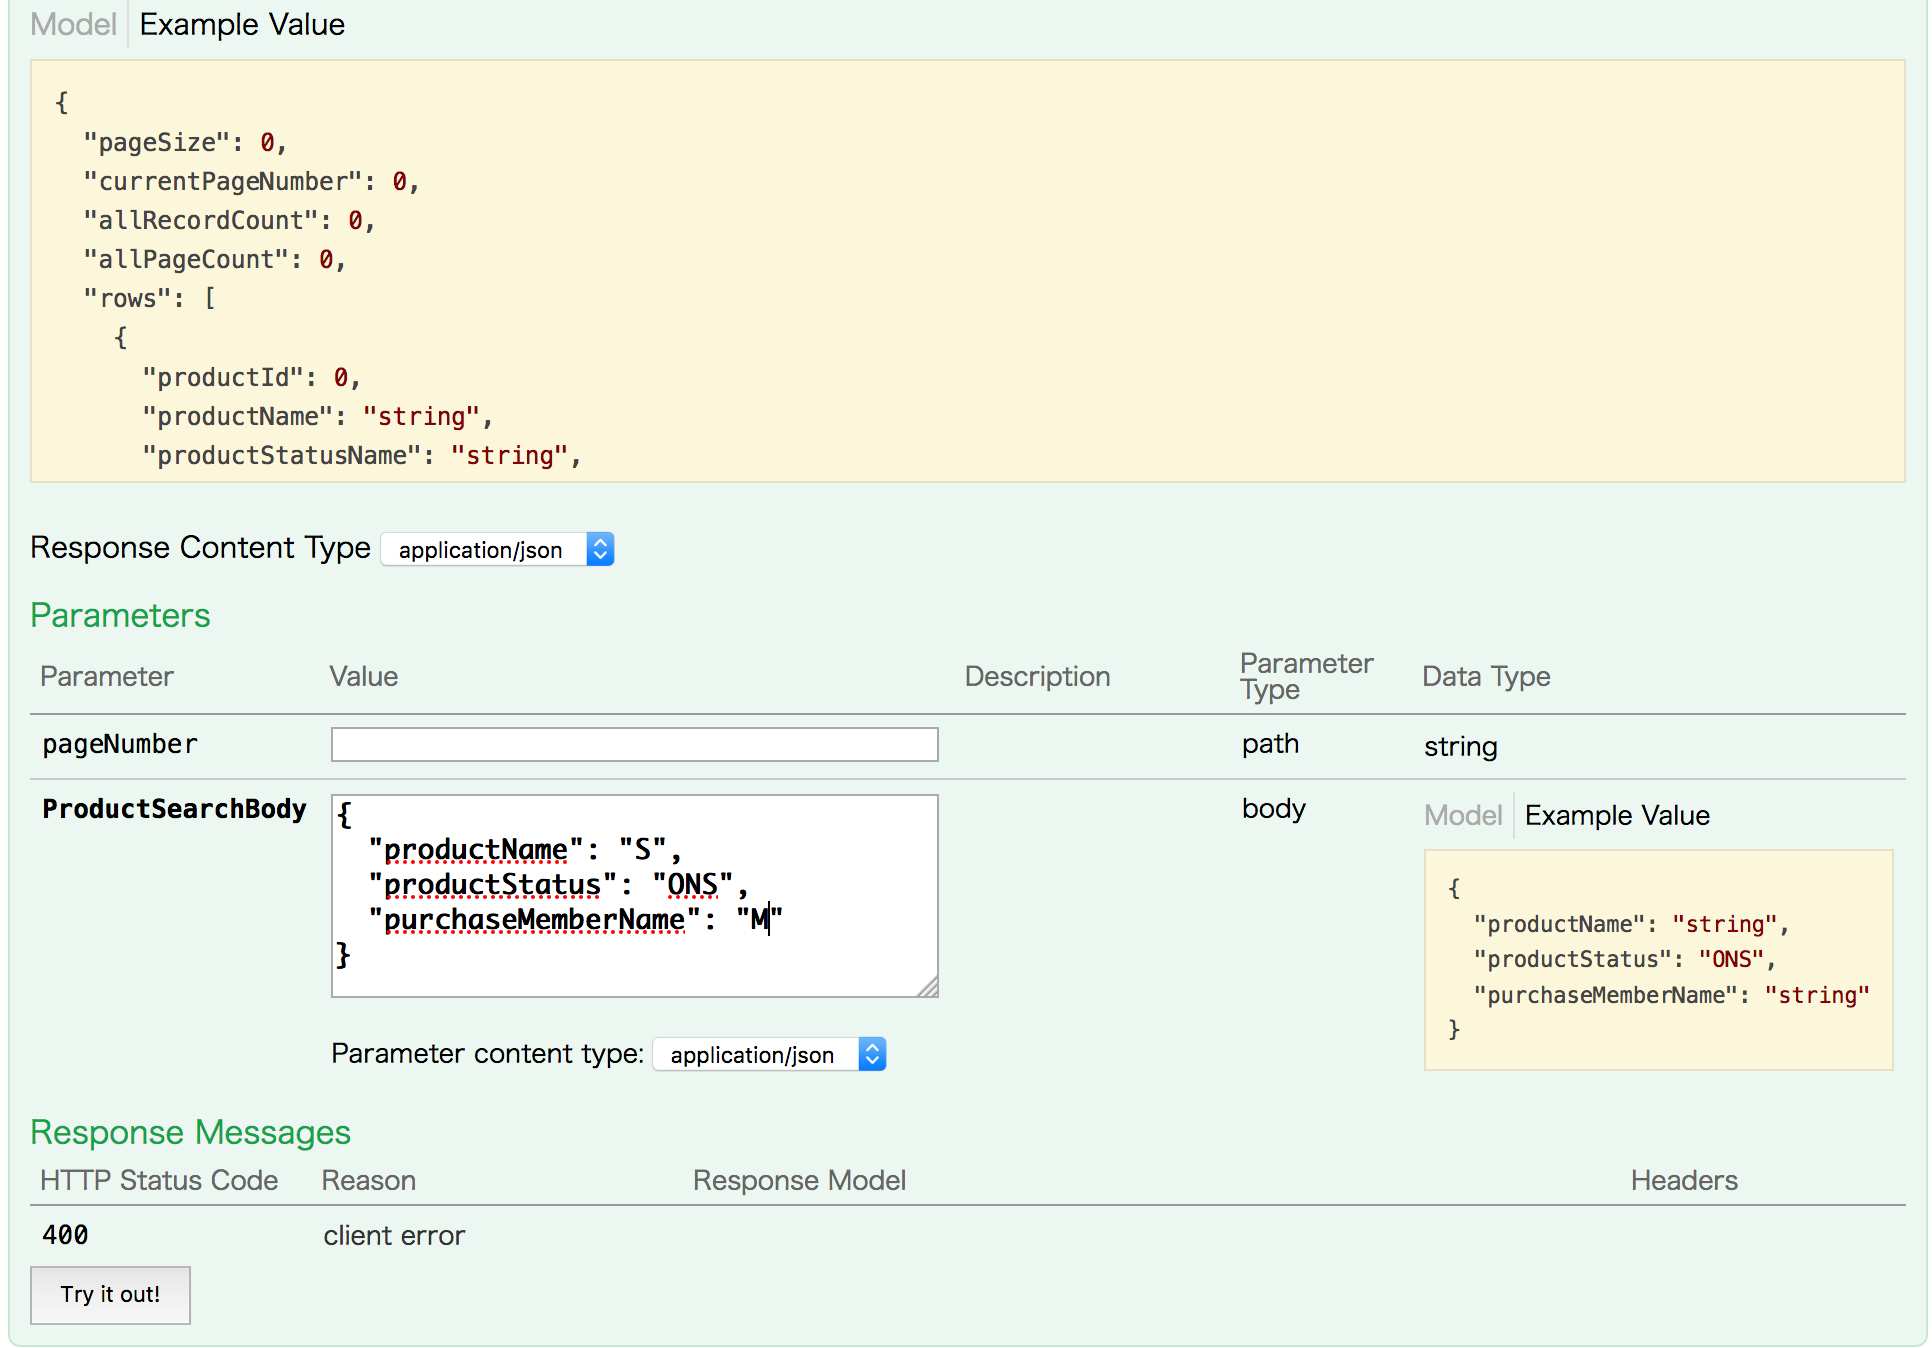 Model Example Value
{
"pageSize": 0,
"currentPageNumber": 0,
"allRecordCount": 0,
"allPageCount": 0,
"rows": [
{
"productId": 0,
"productName": "string",
"productStatusName": "string",
Response Content Type application/json
Parameters
Parameter Value Description Parameter Type Data Type
pageNumber path string
ProductSearchBody
{
"productName": "S",
"productStatus": "ONS",
"purchaseMemberName": "M"
}
body
Model Example Value
{
"productName": "string",
"productStatus": "ONS",
"purchaseMemberName": "string"
}
Parameter content type: application/json
Response Messages
HTTP Status Code Reason Response Model Headers
400 client error
Try it out!